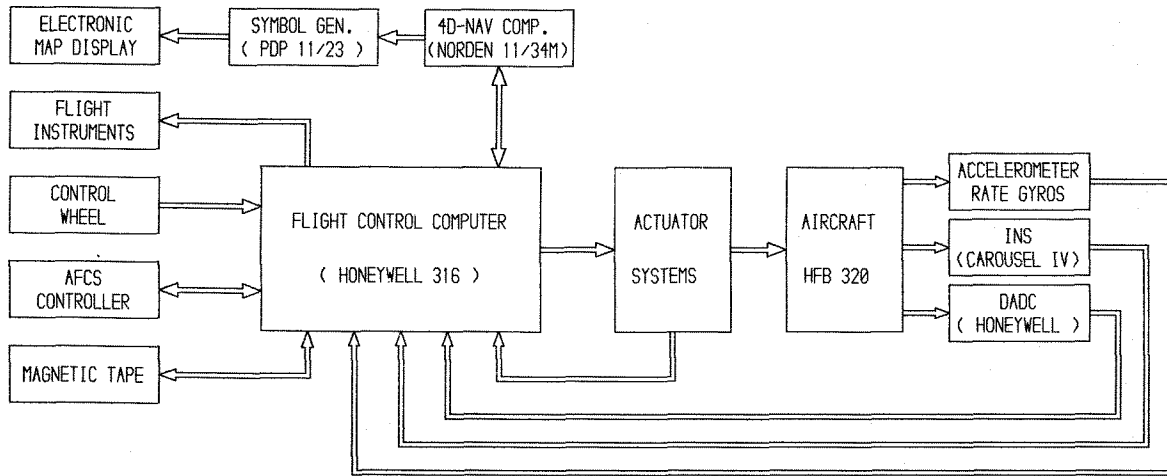 ELECTRONIC
MAP DISPLAY
SYMBOL GEN.
( PDP 11/23 )
4D-NAV COMP.
(NORDEN 11/34M)
FLIGHT
INSTRUMENTS
CONTROL
WHEEL
AFCS
CONTROLLER
MAGNETIC TAPE
FLIGHT CONTROL COMPUTER
( HONEYWELL 316 )
ACTUATOR
SYSTEMS
AIRCRAFT
HFB 320
ACCELEROMETER
RATE GYROS
INS
(CAROUSEL IV)
DADC
( HONEYWELL )